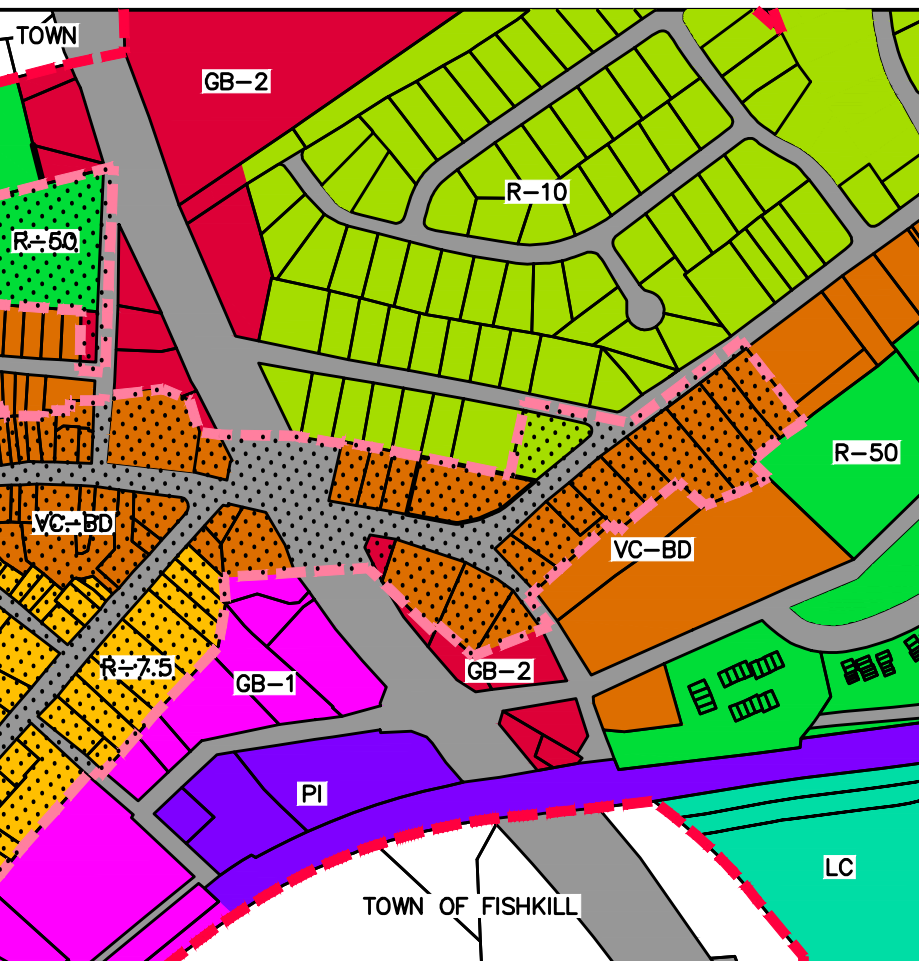 TOWN
GB-2
R-10
R-50
R-50
VC-BD
VC-BD
R-7.5
GB-2
GB-1
PI
LC
TOWN OF FISHKILL